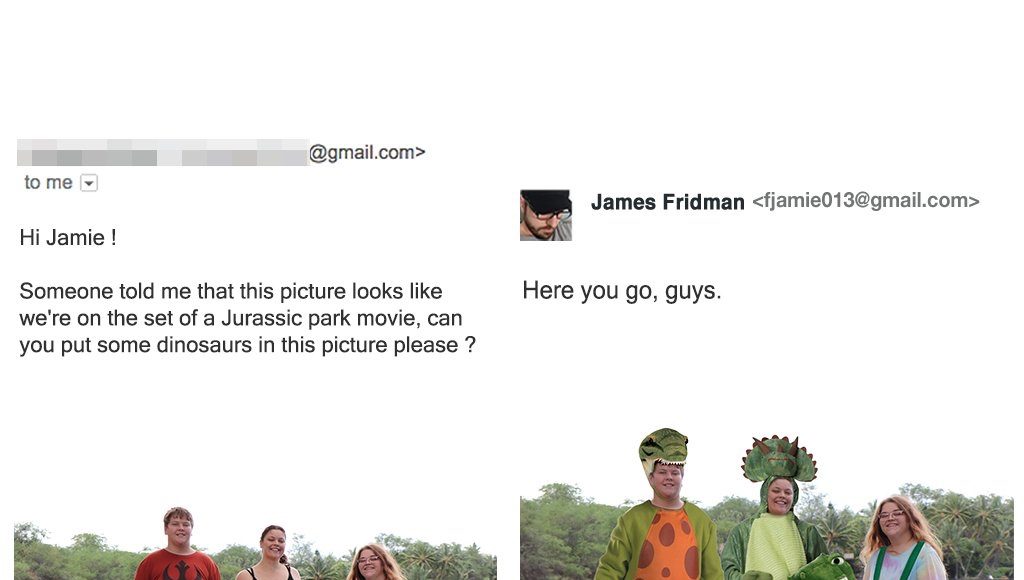 @gmail.com>
to me
Hi Jamie !
Someone told me that this picture looks like
we're on the set of a Jurassic park movie, can
you put some dinosaurs in this picture please ?
James Fridman <fjamie013@gmail.com>
Here you go, guys.